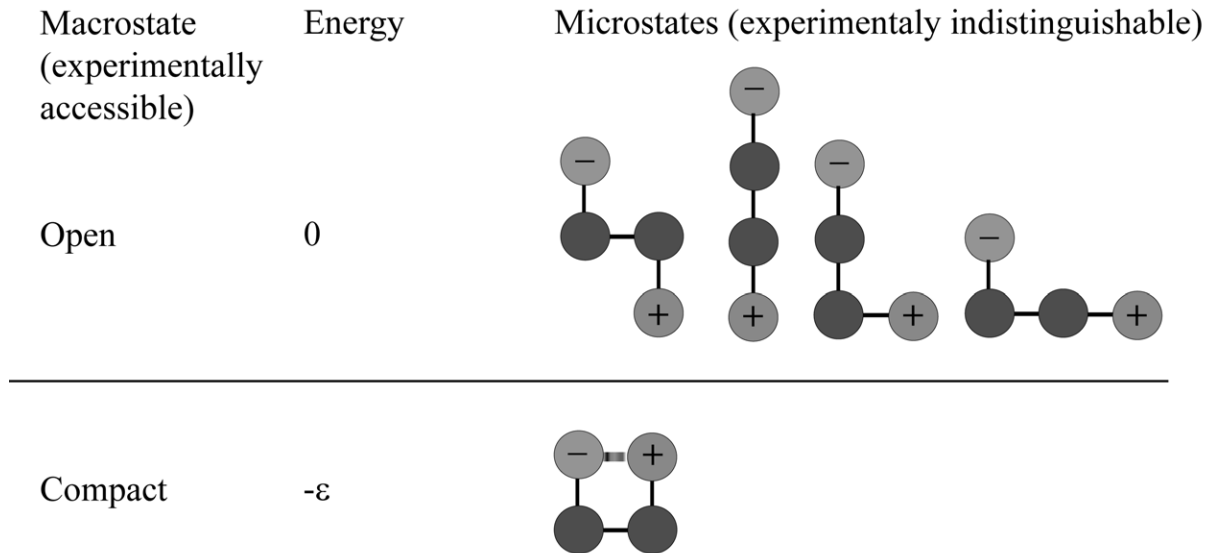 Macrostate Energy Microstates (experimentaly indistinguishable)
(experimentally
accessible)
−
−
− −
Open 0 −
+
+ + + +
Compact -ε − +